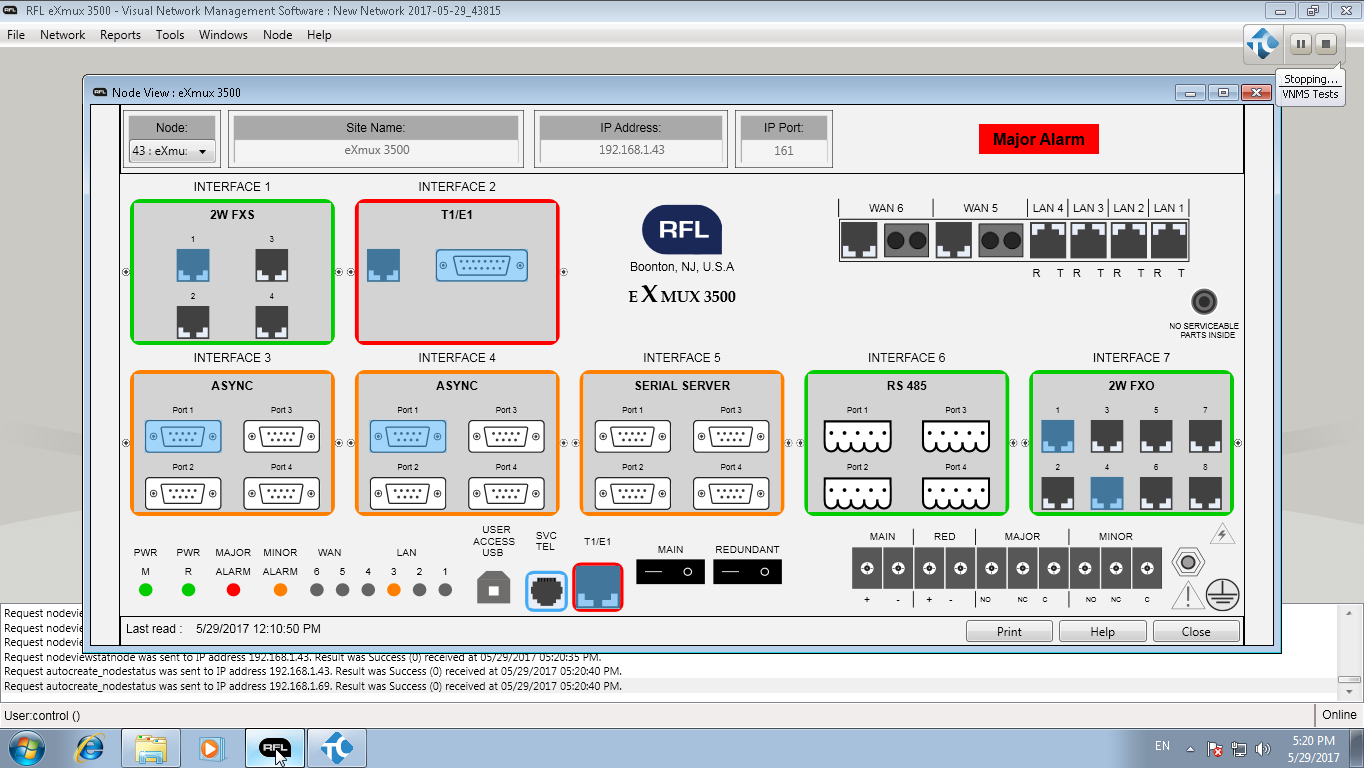 RFL eXmux 3500 - Visual Network Management Software : New Network 2017-05-29_43815
File Network Reports Tools Windows Node Help
Stopping...
VNMS Tests
RFL Node View : eXmux 3500
Node: Site Name: IP Address: IP Port:
43 : eXmu: eXmux 3500 192.168.1.43 161
Major Alarm
INTERFACE 1 INTERFACE 2
2W FXS T1/E1
1 3
2 4
RFL
Boonton, NJ, U.S.A
EXMUX 3500
WAN 6 WAN 5 LAN 4 LAN 3 LAN 2 LAN 1
R T R T R T R T
NO SERVICEABLE
PARTS INSIDE
INTERFACE 3 INTERFACE 4 INTERFACE 5 INTERFACE 6 INTERFACE 7
ASYNC ASYNC SERIAL SERVER RS 485 2W FXO
Port 1 Port 3 Port 1 Port 3 Port 1 Port 3 Port 1 Port 3 1 3 5 7
Port 2 Port 4 Port 2 Port 4 Port 2 Port 4 Port 2 Port 4 2 4 6 8
PWR PWR MAJOR MINOR WAN LAN
M R ALARM ALARM 6 5 4 3 2 1
USER
ACCESS
USB
SVC
TEL
T1/E1
MAIN REDUNDANT
MAIN RED MAJOR MINOR
+ - + - NO NC C NO NC C
Last read : 5/29/2017 12:10:50 PM
Print Help Close
Request nodevie
Request nodevie
Request nodevie
Request nodeviewstatnode was sent to IP address 192.168.1.43. Result was Success (0) received at 05/29/2017 05:20:35 PM.
Request autocreate_nodestatus was sent to IP address 192.168.1.43. Result was Success (0) received at 05/29/2017 05:20:40 PM.
Request autocreate_nodestatus was sent to IP address 192.168.1.69. Result was Success (0) received at 05/29/2017 05:20:40 PM.
User:control () Online
RFL
EN
5:20 PM
5/29/2017